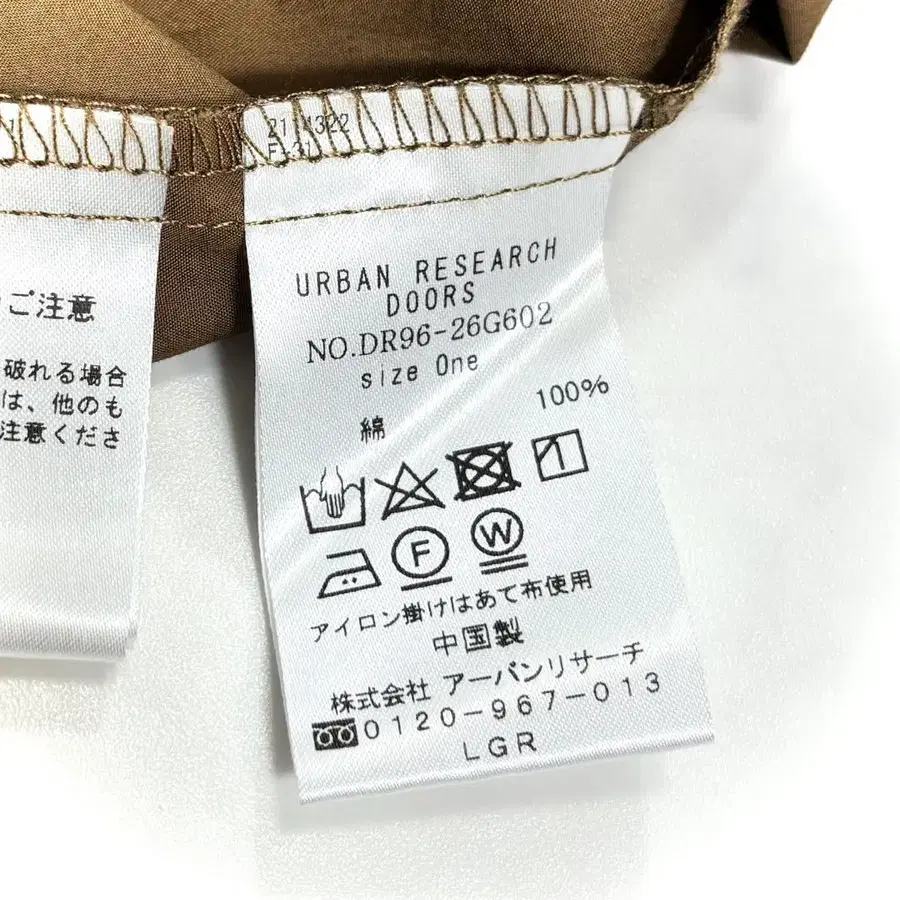 ご注意
破れる場合
は、他のも
注意くださ
URBAN RESEARCH
DOORS
NO.DR96-26G602
size One
綿 100%
アイロン掛けはあて布使用
中国製
株式会社 アーバンリサーチ
0120-967-013
LGR